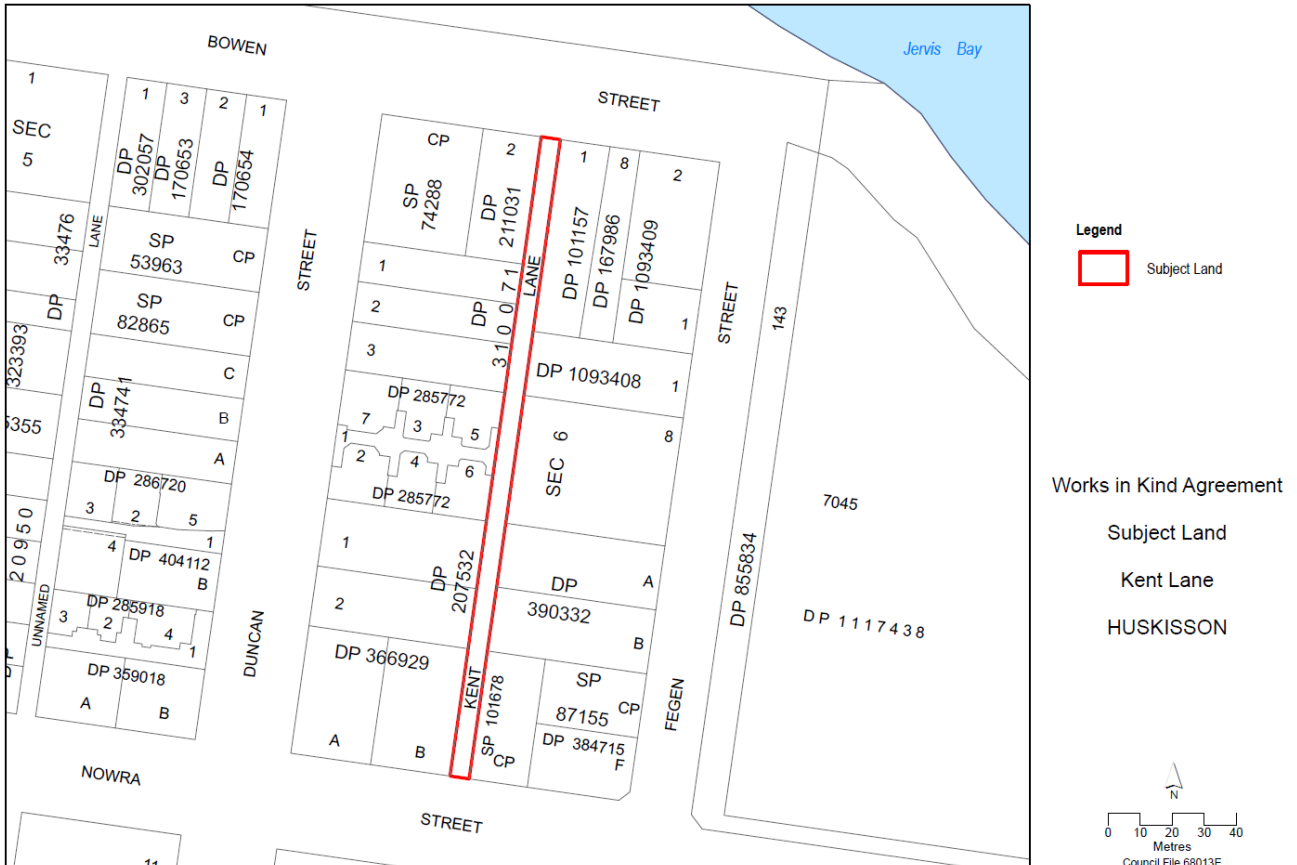 BOWEN
STREET
Jervis Bay
1
SEC
5
1
3
2
1
DP
302057
DP
170653
DP
170654
LANE
33476
DP
SP
53963
CP
SP
82865
CP
C
DP
334741
B
A
323393
5355
DP 286720
3
2
5
1
4
DP 404112
B
DP 285918
3
2
4
1
DP 359018
A
B
20950
UNNAMED
NOWRA
STREET
DUNCAN
STREET
CP
SP
74288
2
DP
211031
LANE
1
8
2
DP 101157
DP 167986
DP 1093409
1
1
2
3
DP
310071
DP 1093408
1
DP 285772
7
3
5
1
2
4
6
DP 285772
SEC 6
8
1
DP
207532
2
DP
390332
A
B
DP 366929
A
B
KENT
SP 101678
CP
SP
87155
CP
DP 384715
F
FEGEN
STREET
143
DP 855834
7045
DP 1117438
Legend
Subject Land
Works in Kind Agreement
Subject Land
Kent Lane
HUSKISSON
N
0 10 20 30 40
Metres
Council File 68013E